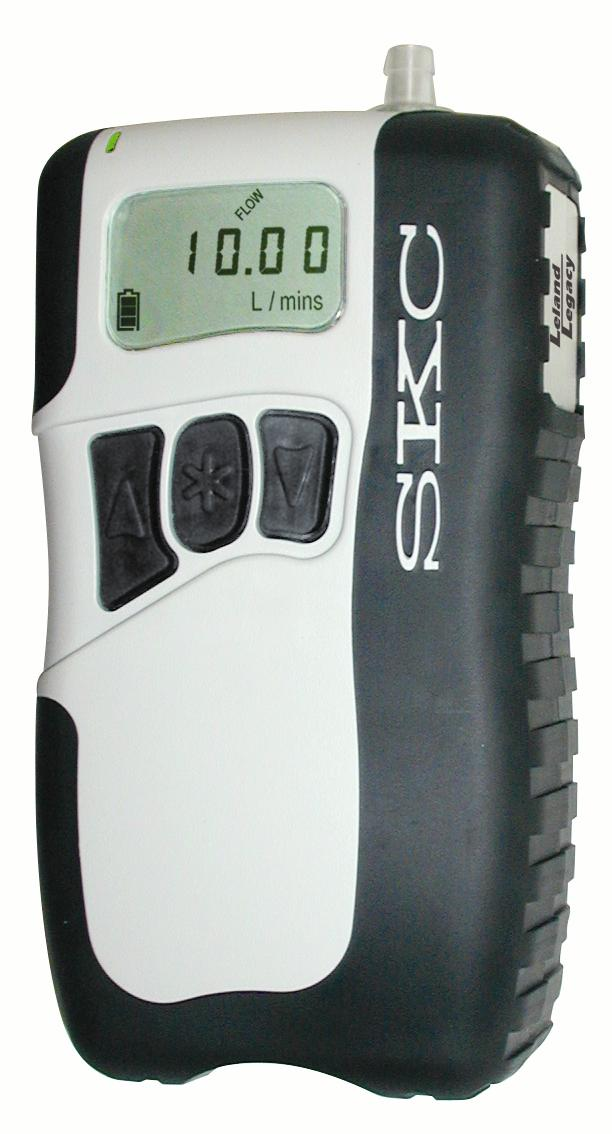 FLOW
10.00
L / mins
SKC
Leland
Legacy